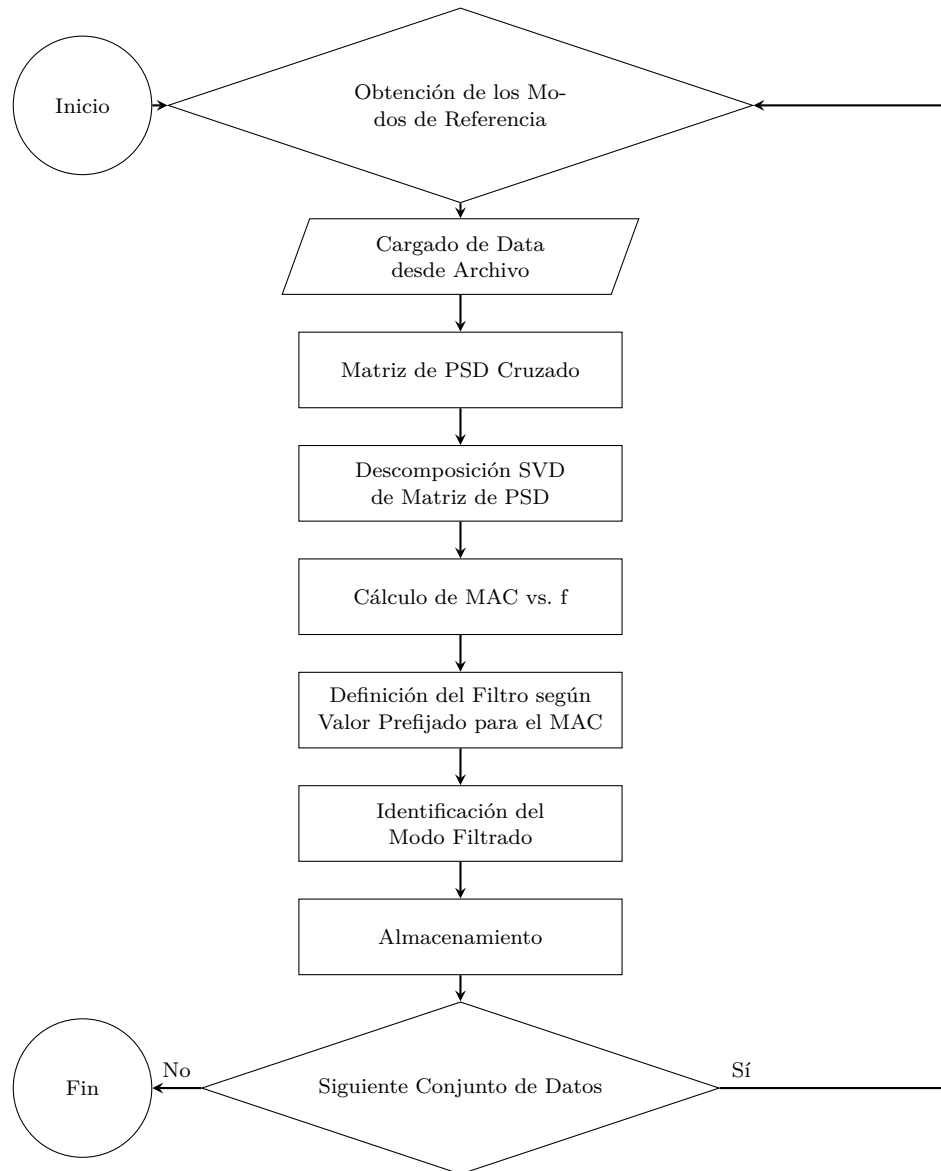 Inicio
Obtención de los Mo-
dos de Referencia
Cargado de Data
desde Archivo
Matriz de PSD Cruzado
Descomposición SVD
de Matriz de PSD
Cálculo de MAC vs. f
Definición del Filtro según
Valor Prefijado para el MAC
Identificación del
Modo Filtrado
Almacenamiento
Fin
No
Siguiente Conjunto de Datos
Sí